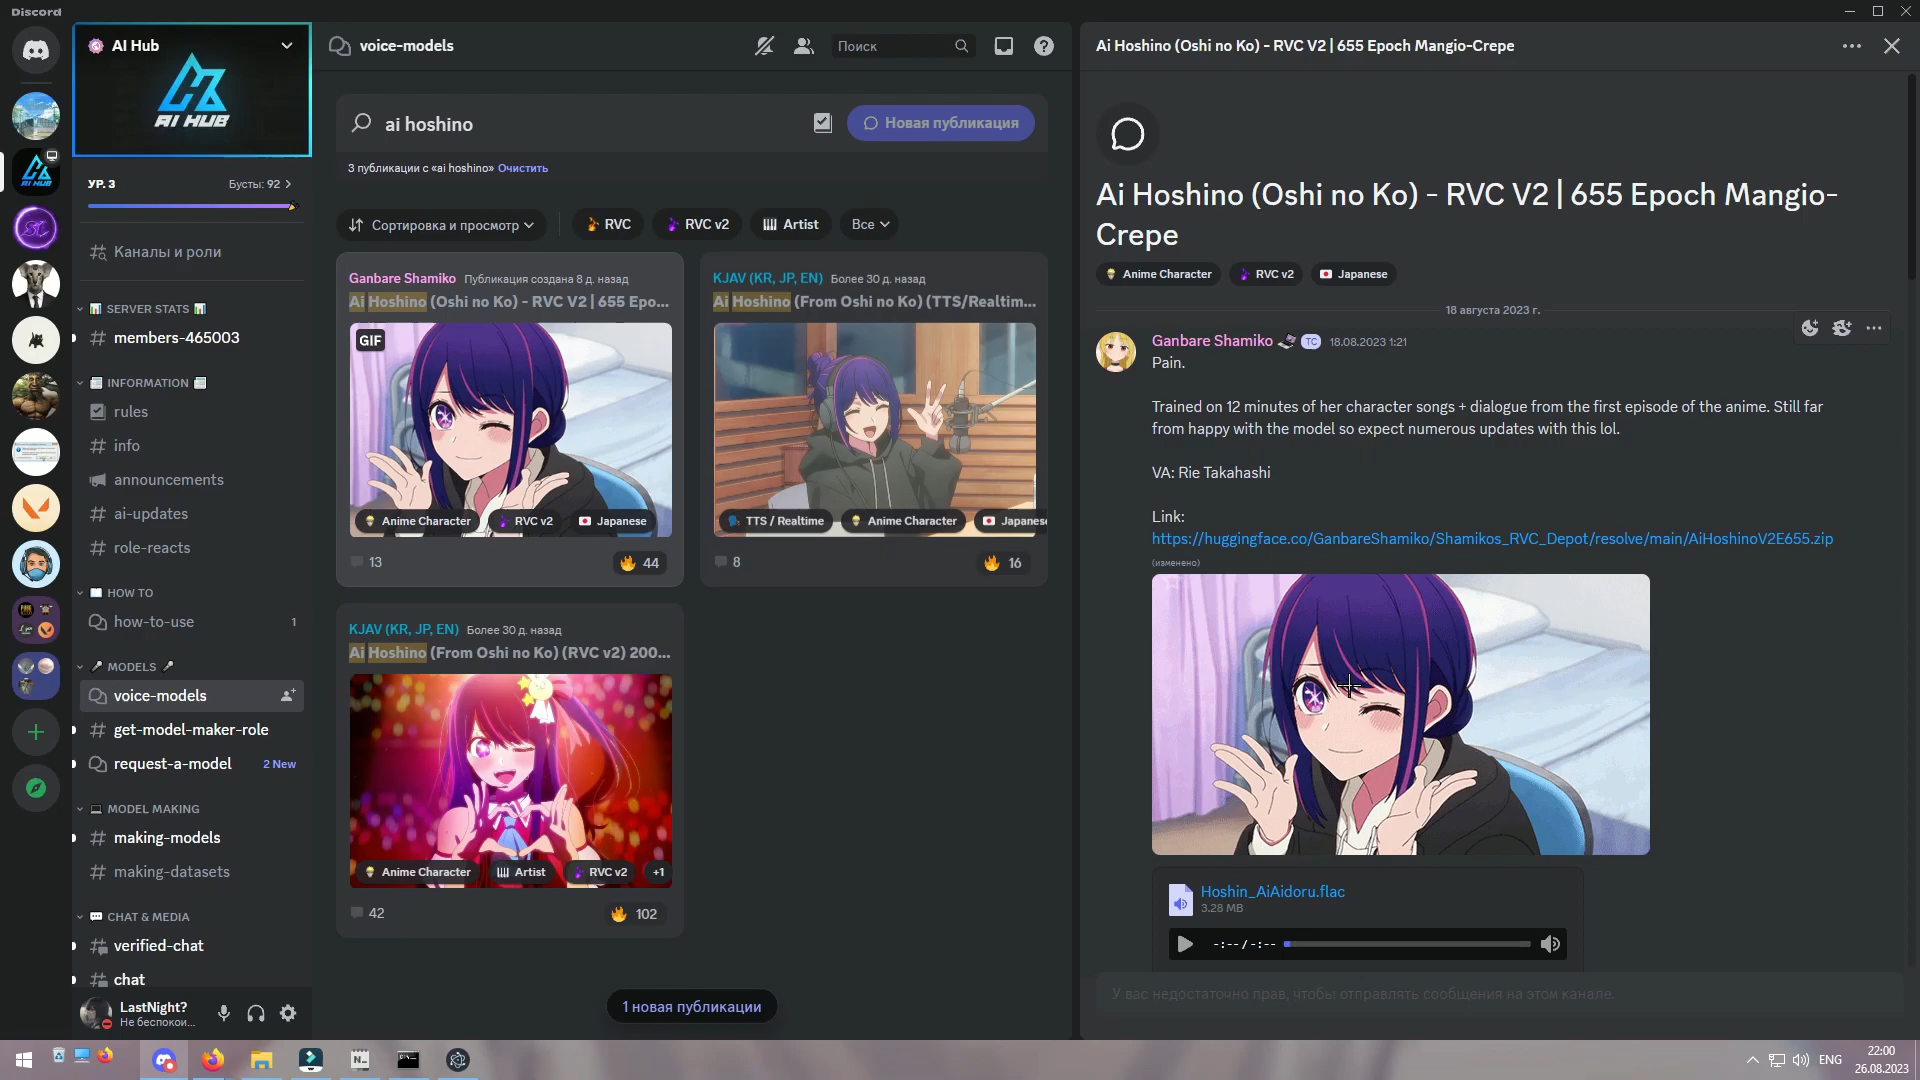 Discord
AI Hub
AI HUB
УР. 3
Бусты: 92
Каналы и роли
SERVER STATS
members-465003
INFORMATION
rules
info
announcements
ai-updates
role-reacts
HOW TO
how-to-use
1
MODELS
voice-models
get-model-maker-role
request-a-model
2 New
MODEL MAKING
making-models
making-datasets
CHAT & MEDIA
verified-chat
chat
LastNight?
Не беспокои...
voice-models
Поиск
ai hoshino
Новая публикация
3 публикации с «ai hoshino» Очистить
Сортировка и просмотр
RVC
RVC v2
Artist
Все
Ganbare Shamiko Публикация создана 8 д. назад
Ai Hoshino (Oshi no Ko) - RVC V2 | 655 Epo...
GIF
Anime Character
RVC v2
Japanese
13
44
KJAV (KR, JP, EN) Более 30 д. назад
Ai Hoshino (From Oshi no Ko) (TTS/Realtim...
TTS / Realtime
Anime Character
Japanes
8
16
KJAV (KR, JP, EN) Более 30 д. назад
Ai Hoshino (From Oshi no Ko) (RVC v2) 200...
Anime Character
Artist
RVC v2
+1
42
102
1 новая публикации
Ai Hoshino (Oshi no Ko) - RVC V2 | 655 Epoch Mangio-Crepe
Ai Hoshino (Oshi no Ko) - RVC V2 | 655 Epoch Mangio-
Crepe
Anime Character
RVC v2
Japanese
18 августа 2023 г.
Ganbare Shamiko TC 18.08.2023 1:21
Pain.
Trained on 12 minutes of her character songs + dialogue from the first episode of the anime. Still far
from happy with the model so expect numerous updates with this lol.
VA: Rie Takahashi
Link:
https://huggingface.co/GanbareShamiko/Shamikos_RVC_Depot/resolve/main/AiHoshinoV2E655.zip
(изменено)
Hoshin_AiAidoru.flac
3.28 MB
-:-- / -:--
У вас недостаточно прав, чтобы отправлять сообщения на этом канале.
ENG
22:00
26.08.2023